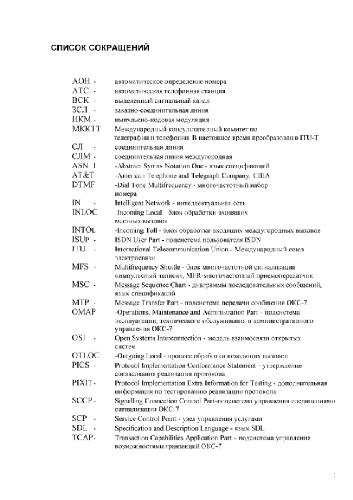 СПИСОК СОКРАЩЕНИЙ
АОН - автоматическое определение номера
АТС - автоматическая телефонная станция
ВСК - выделенный сигнальный канал
ЗСЛ - заказно-соединительная линия
ИКМ - импульсно-кодовая модуляция
МККТТ Международный консультативный комитет по
телеграфии и телефонии. В настоящее время преобразован в ITU-T
СЛ - соединительная линия
СЛМ - соединительная линия междугородная
ASN. 1 -Abstract Syntax Notation One - язык спецификаций
AT&T -American Telephone and Telegraph Company, США
DTMF -Dial Tone Multifrequency - многочастотный набор
номера
IN - Intelligent Network - интеллектуальная сеть
INLOC -Incoming Local - блок обработки входящих
местных вызовов
INTOL -Incoming Toll - блок обработки входящих междугородных вызовов
ISUP - ISDN User Part - подсистема пользователя ISDN
ITU - International Telecommunication Union - Международный союз
электросвязи
MFS - Multifrequency Shuttle - блок многочастотной сигнализации
импульсный челнок, MFR-многочастотный приемопередатчик
MSC - Message Sequence Chart - диаграммы последовательных сообщений,
язык спецификаций
MTP - Message Transfer Part - подсистема передачи сообщений ОКС-7
OMAP -Operations, Maintenance and Administration Part - подсистема
эксплуатации, технического обслуживания и административного
управления ОКС-7
OSI - Open Systems Interconnection - модель взаимосвязи открытых
систем
OTLOC -Outgoing Local - процесс обработки исходящих вызовов
PICS - Protocol Implementation Conformance Statement - утверждение
согласования реализации протокола
PIXIT - Protocol Implementation Extra Information for Testing - дополнительная
информация по тестированию реализации протокола
SCCP - Signalling Connection Control Part-подсистема управления соединениями
сигнализации ОКС-7
SCP - Service Control Point - узел управления услугами
SDL - Specification and Description Language - язык SDL
TCAP - Transaction Capabilities Application Part - подсистема управления
возможностями транзакций ОКС-7